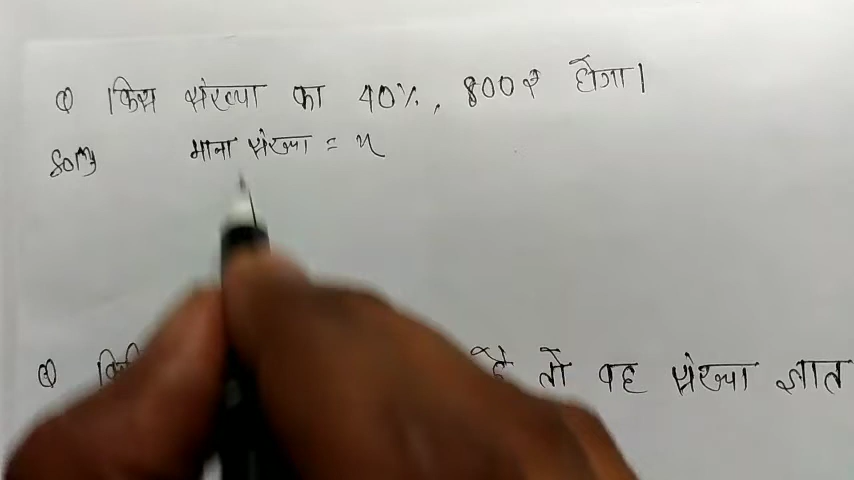 Q किस संख्या का 40%, 800₹ होगा।
Solⁿ माना संख्या = x
Q है तो वह संख्या ज्ञात